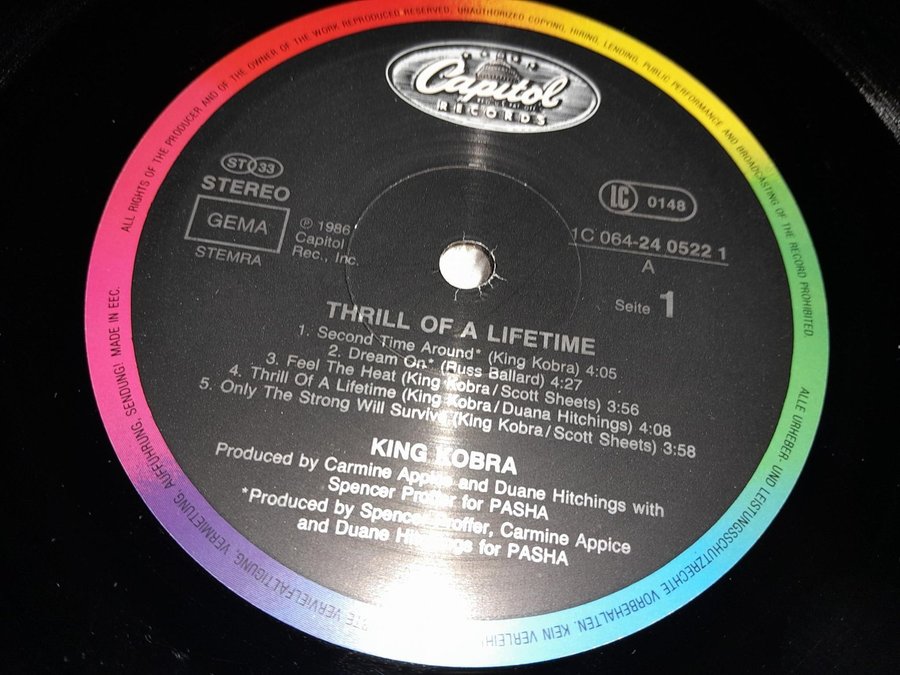 ALL RIGHTS OF THE PRODUCER AND OF THE OWNER OF THE WORK REPRODUCED RESERVED. UNAUTHORIZED COPYING, HIRING, LENDING, PUBLIC PERFORMANCE AND BROADCASTING OF THE RECORD PROHIBITED.
Capitol
RECORDS
ST 33
STEREO
GEMA
STEMRA
℗ 1986
Capitol
Rec., Inc.
LC 0148
1C 064-24 0522 1
A
Seite 1
THRILL OF A LIFETIME
1. Second Time Around* (King Kobra) 4:05
2. Dream On* (Russ Ballard) 4:27
3. Feel The Heat (King Kobra/Scott Sheets) 3:56
4. Thrill Of A Lifetime (King Kobra/Duana Hitchings) 4:08
5. Only The Strong Will Survive (King Kobra/Scott Sheets) 3:58
KING KOBRA
Produced by Carmine Appice and Duane Hitchings with
Spencer Proffer for PASHA
*Produced by Spencer Proffer, Carmine Appice
and Duane Hitchings for PASHA
ALLE URHEBER- UND LEISTUNGSSCHUTZRECHTE VORBEHALTEN. KEIN VERLEIH! VERVIELFÄLTIGUNG, VERMIETUNG, AUFFÜHRUNG, SENDUNG! MADE IN EEC.